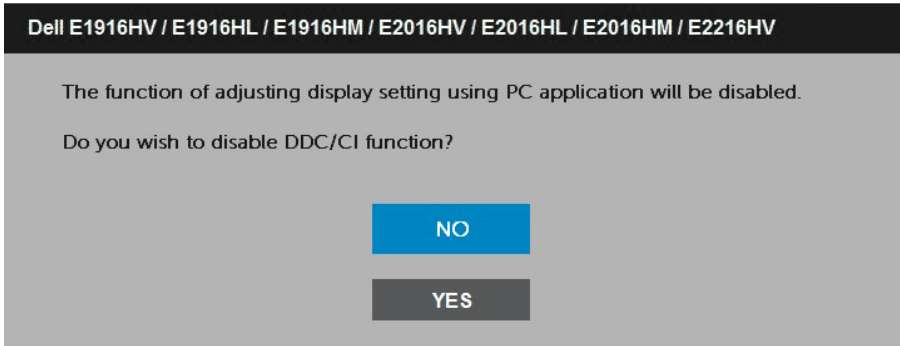 Dell E1916HV / E1916HL / E1916HM / E2016HV / E2016HL / E2016HM / E2216HV
The function of adjusting display setting using PC application will be disabled.
Do you wish to disable DDC/CI function?
NO
YES